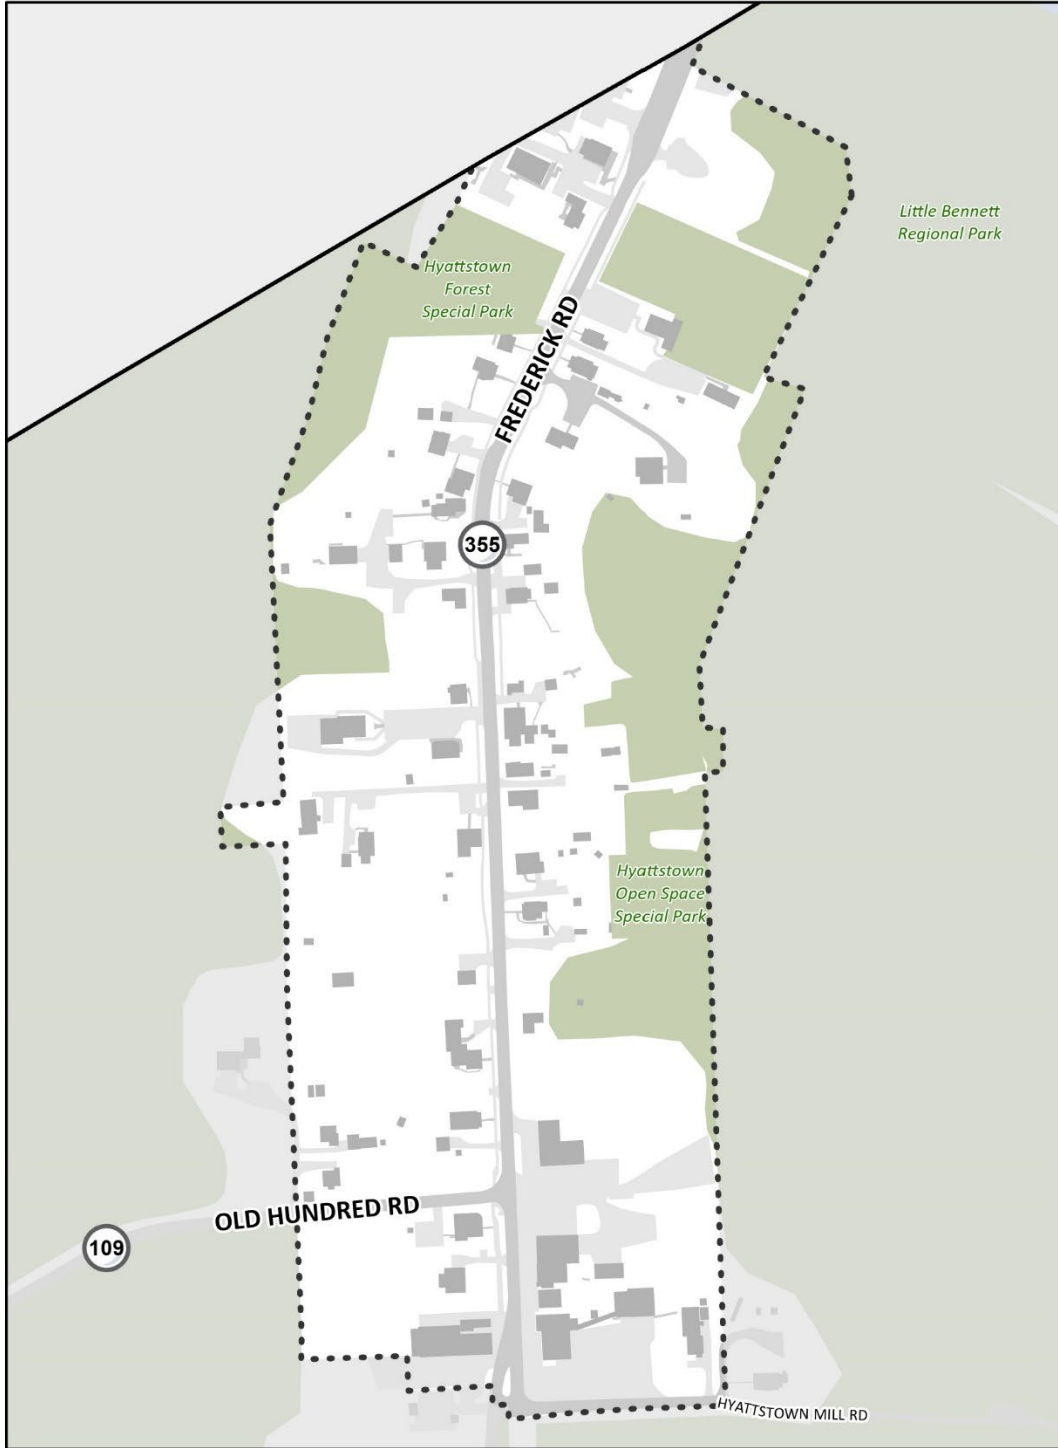 Little Bennett
Regional Park
Hyattstown
Forest
Special Park
FREDERICK RD
355
Hyattstown
Open Space
Special Park
OLD HUNDRED RD
109
HYATTSTOWN MILL RD